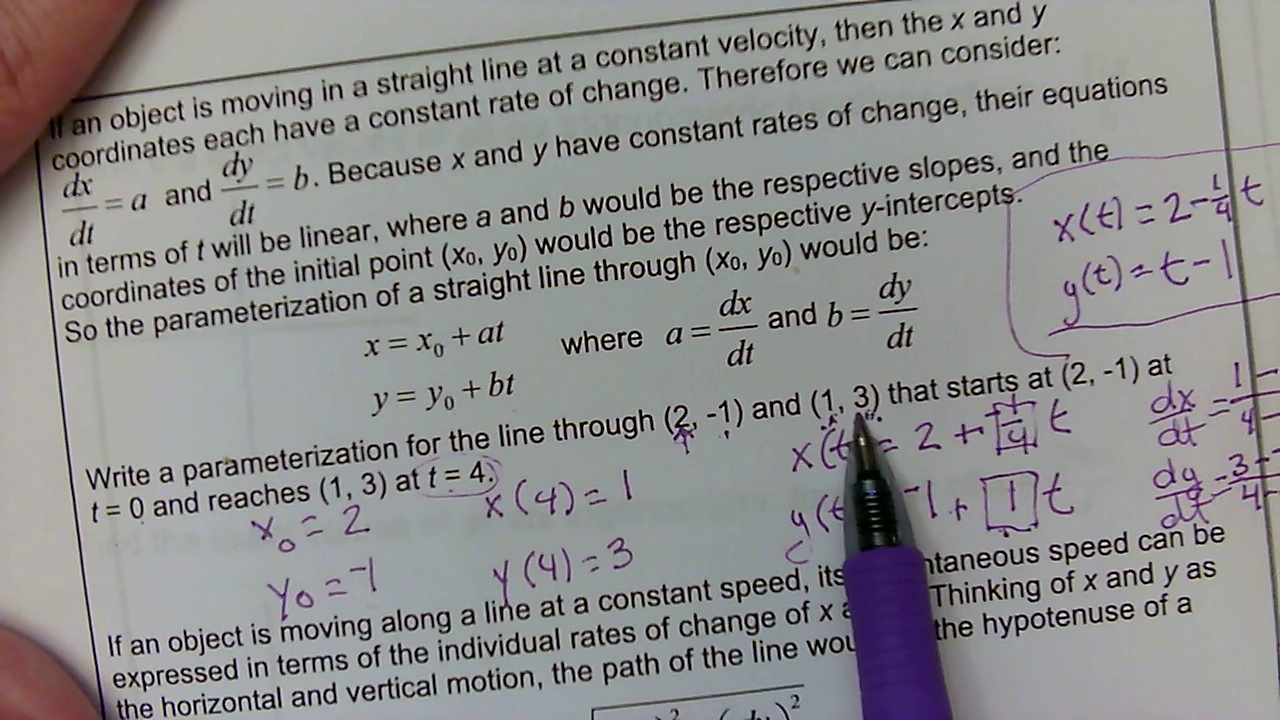 If an object is moving in a straight line at a constant velocity, then the x and y
coordinates each have a constant rate of change. Therefore we can consider:
dx/dt = a and dy/dt = b. Because x and y have constant rates of change, their equations
in terms of t will be linear, where a and b would be the respective slopes, and the
coordinates of the initial point (x₀, y₀) would be the respective y-intercepts.
So the parameterization of a straight line through (x₀, y₀) would be:
x = x₀ + at
y = y₀ + bt
where a = dx/dt and b = dy/dt
x(t) = 2 - 1/4 t
y(t) = t - 1
Write a parameterization for the line through (2, -1) and (1, 3) that starts at (2, -1) at
t = 0 and reaches (1, 3) at t = 4.
x₀ = 2
y₀ = -1
x(4) = 1
y(4) = 3
x(t = 2 + -1/4 t
y(t -1 + 1 t
dx/dt = 1-/4-
dy/dt = 3--/4-
If an object is moving along a line at a constant speed, its ntaneous speed can be
expressed in terms of the individual rates of change of x Thinking of x and y as
the horizontal and vertical motion, the path of the line wou the hypotenuse of a